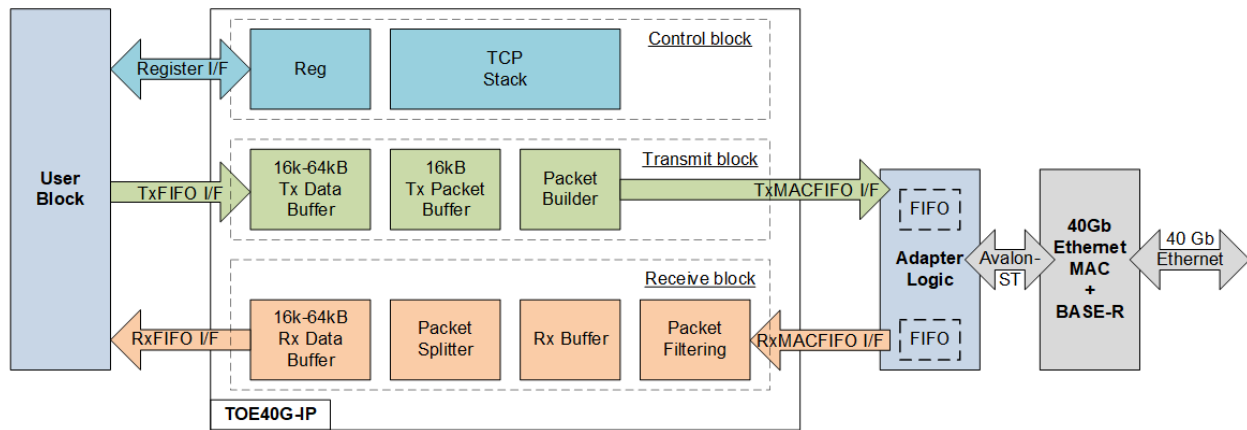 Control block
Register I/F
Reg
TCP
Stack
User
Block
Transmit block
TxFIFO I/F
16k-64kB
Tx Data
Buffer
16kB
Tx Packet
Buffer
Packet
Builder
TxMACFIFO I/F
FIFO
Adapter
Logic
Avalon-
ST
40Gb
Ethernet
MAC
+
BASE-R
40 Gb
Ethernet
Receive block
RxFIFO I/F
16k-64kB
Rx Data
Buffer
Packet
Splitter
Rx Buffer
Packet
Filtering
RxMACFIFO I/F
FIFO
TOE40G-IP